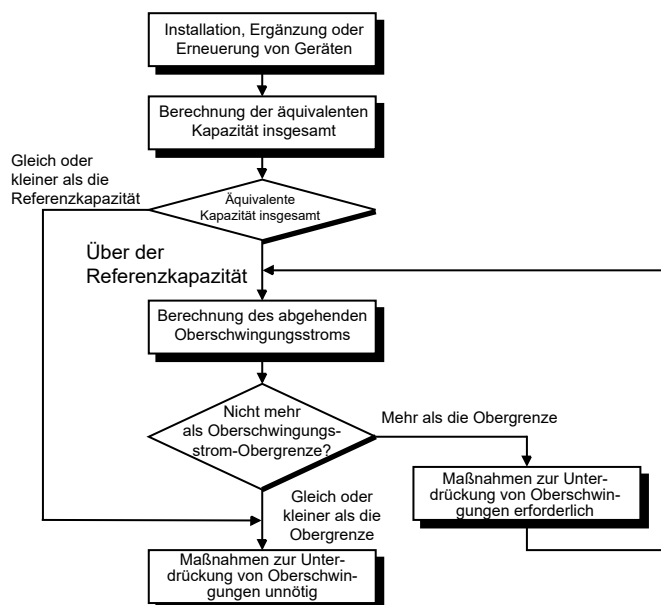 Installation, Ergänzung oder
Erneuerung von Geräten
Berechnung der äquivalenten
Kapazität insgesamt
Gleich oder
kleiner als die
Referenzkapazität
Äquivalente
Kapazität insgesamt
Über der
Referenzkapazität
Berechnung des abgehenden
Oberschwingungsstroms
Nicht mehr
als Oberschwingungs-
strom-Obergrenze?
Mehr als die Obergrenze
Maßnahmen zur Unter-
drückung von Oberschwin-
gungen erforderlich
Gleich oder
kleiner als die
Obergrenze
Maßnahmen zur Unter-
drückung von Oberschwin-
gungen unnötig